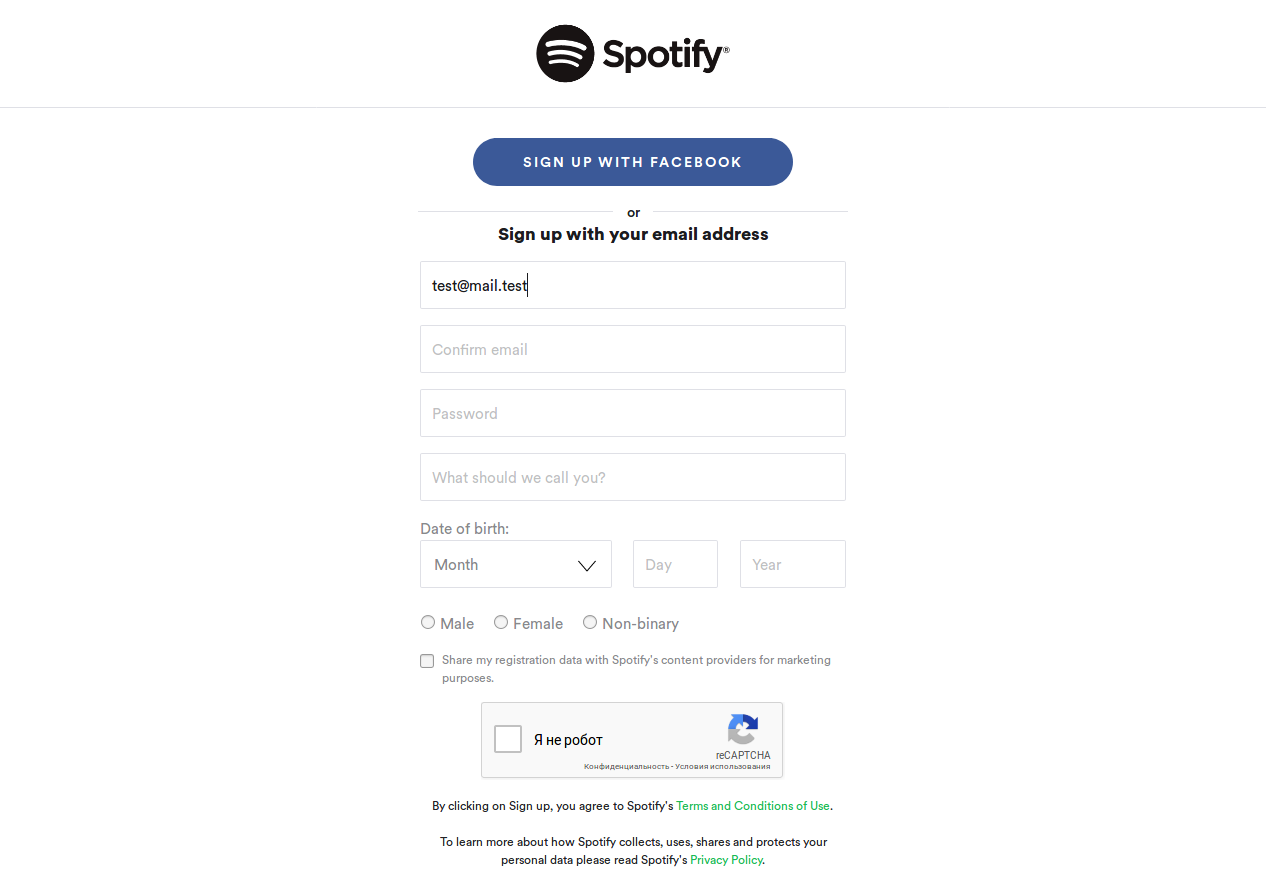 Spotify®
SIGN UP WITH FACEBOOK
or
Sign up with your email address
test@mail.test
Confirm email
Password
What should we call you?
Date of birth:
Month Day Year
Male Female Non-binary
Share my registration data with Spotify's content providers for marketing
purposes.
Я не робот
reCAPTCHA
Конфиденциальность - Условия использования
By clicking on Sign up, you agree to Spotify's Terms and Conditions of Use.
To learn more about how Spotify collects, uses, shares and protects your
personal data please read Spotify's Privacy Policy.